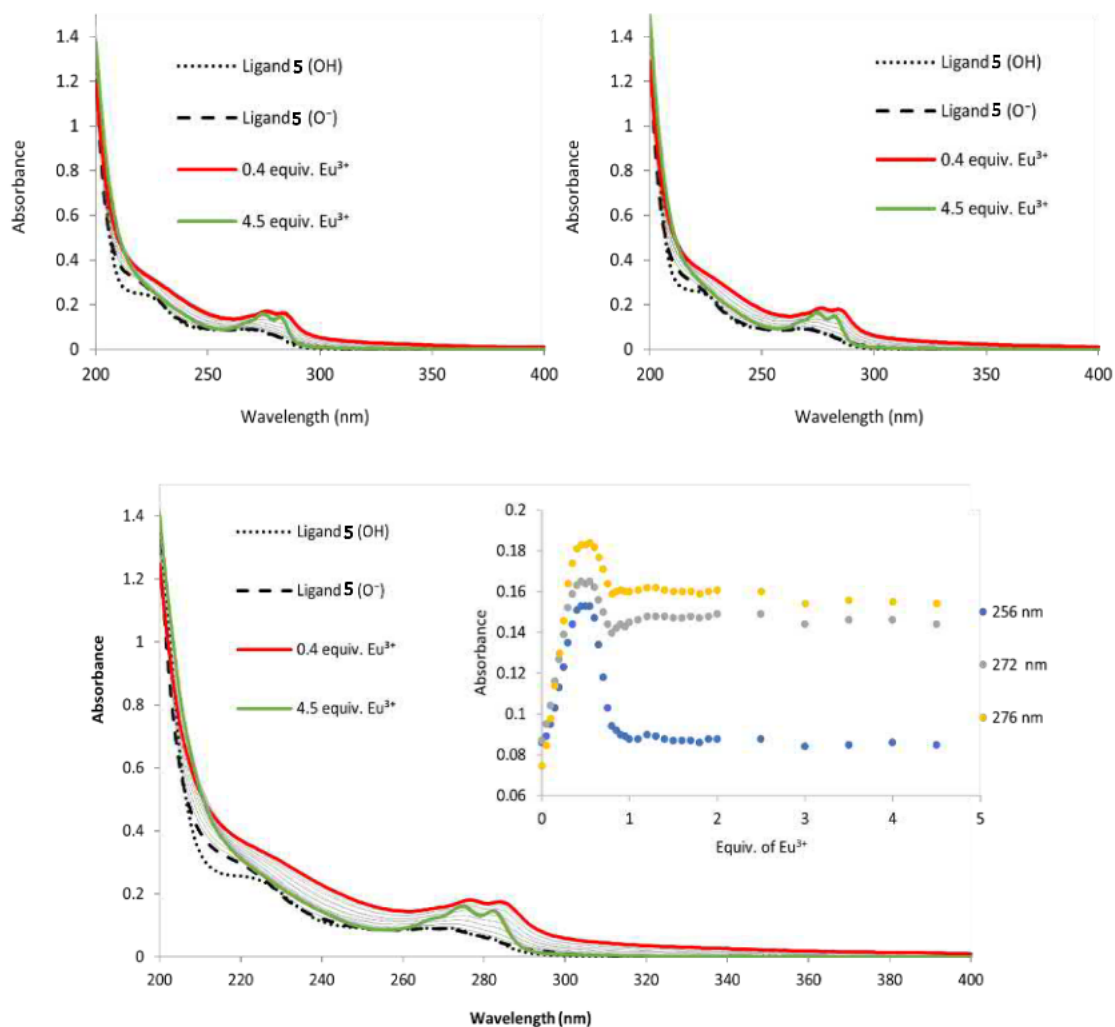 1.4
1.2
1
0.8
0.6
0.4
0.2
0
Absorbance
Ligand 5 (OH)
Ligand 5 (O⁻)
0.4 equiv. Eu³⁺
4.5 equiv. Eu³⁺
200 250 300 350 400
Wavelength (nm)
1.4
1.2
1
0.8
0.6
0.4
0.2
0
Absorbance
Ligand 5 (OH)
Ligand 5 (O⁻)
0.4 equiv. Eu³⁺
4.5 equiv. Eu³⁺
200 250 300 350 400
Wavelength (nm)
1.4
1.2
1
0.8
0.6
0.4
0.2
0
Absorbance
Ligand 5 (OH)
Ligand 5 (O⁻)
0.4 equiv. Eu³⁺
4.5 equiv. Eu³⁺
200 220 240 260 280 300 320 340 360 380 400
Wavelength (nm)
0.2
0.18
0.16
0.14
0.12
0.1
0.08
0.06
Absorbance
0 1 2 3 4 5
Equiv. of Eu³⁺
256 nm
272 nm
276 nm